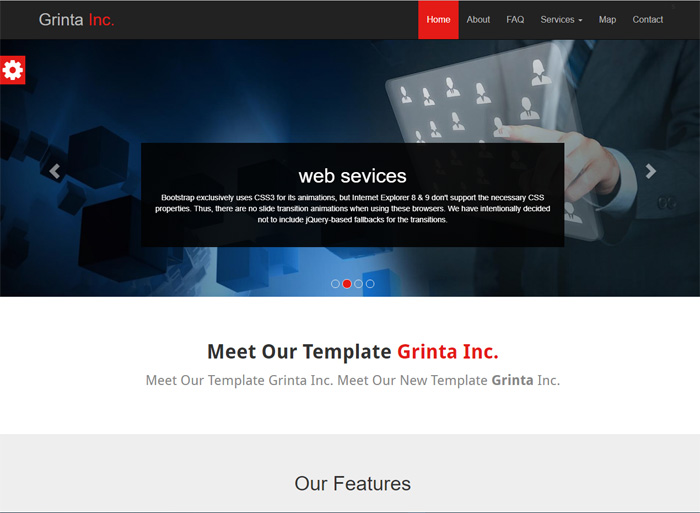 Grinta Inc.
Home About FAQ Services Map Contact
web sevices
Bootstrap exclusively uses CSS3 for its animations, but Internet Explorer 8 & 9 don't support the necessary CSS
properties. Thus, there are no slide transition animations when using these browsers. We have intentionally decided
not to include jQuery-based fallbacks for the transitions.
Meet Our Template Grinta Inc.
Meet Our Template Grinta Inc. Meet Our New Template Grinta Inc.
Our Features